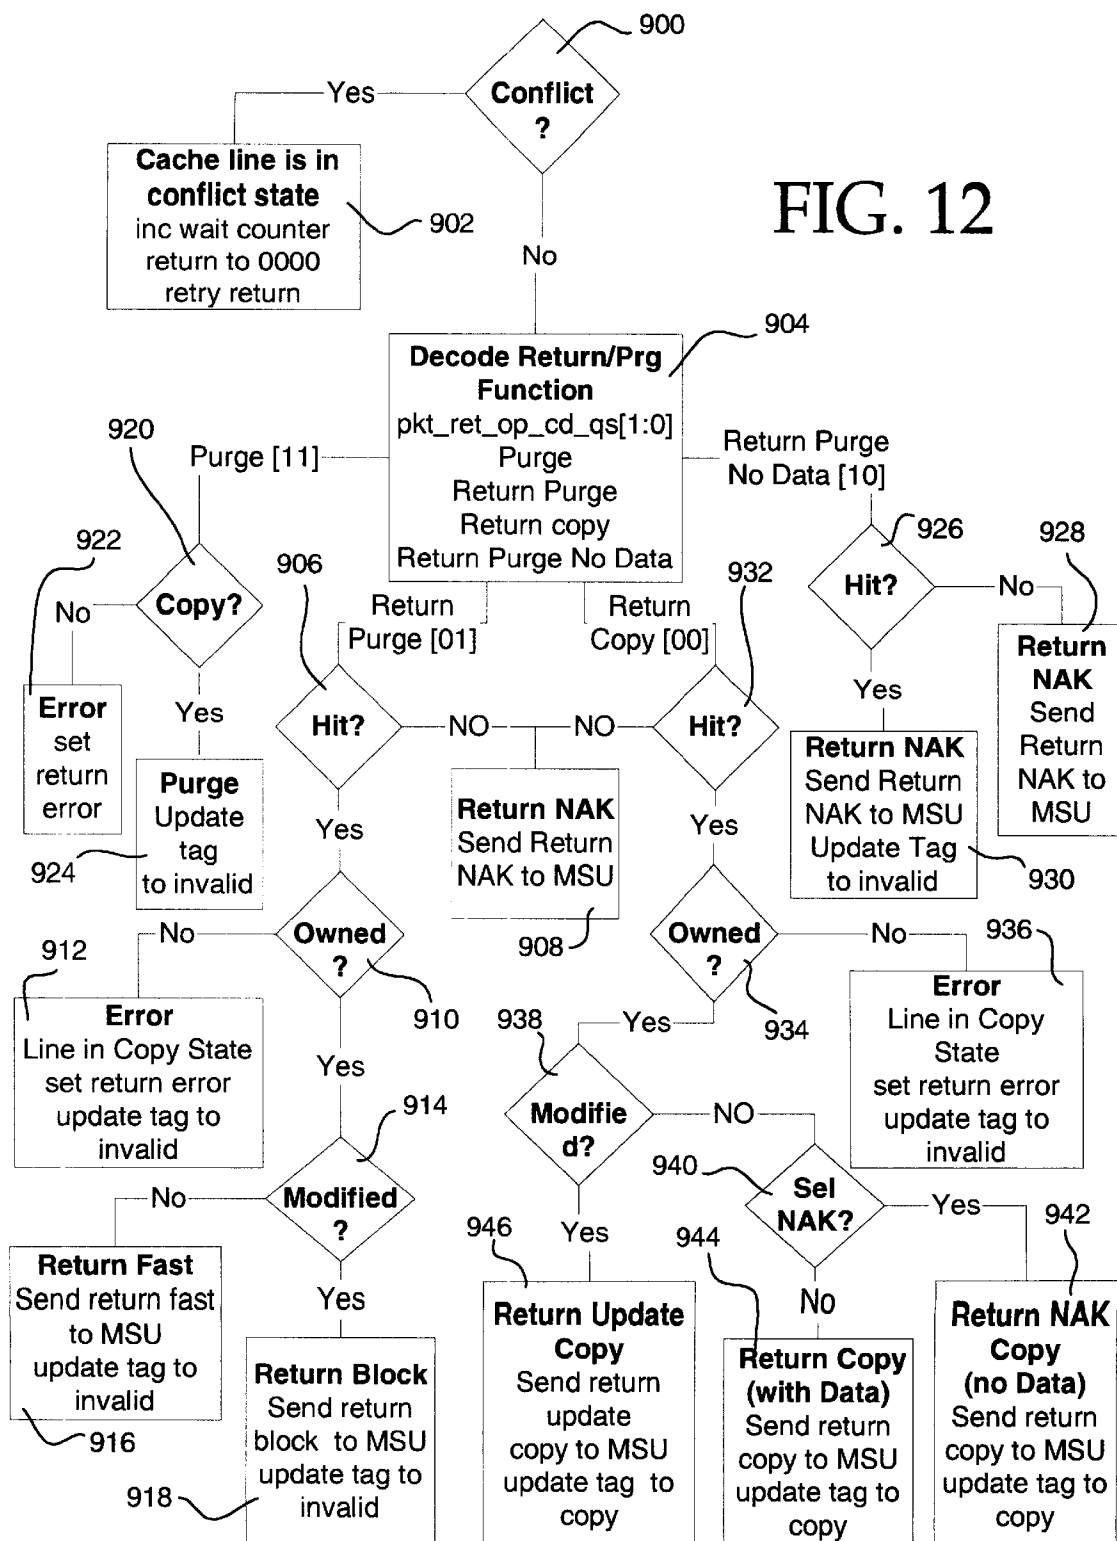 900
Conflict
?
Yes
Cache line is in
conflict state
inc wait counter
return to 0000
retry return
902
FIG. 12
No
904
Decode Return/Prg
Function
pkt_ret_op_cd_qs[1:0]
Purge
Return Purge
Return copy
Return Purge No Data
920
Purge [11]
Return Purge
No Data [10]
922
906
932
926
928
Copy?
No
Return
Purge [01]
Return
Copy [00]
Hit?
No
Error
set
return
error
Yes
Purge
Update
tag
to invalid
924
Hit?
NO
NO
Hit?
Yes
Return
NAK
Send
Return
NAK to
MSU
Return NAK
Send Return
NAK to MSU
Update Tag
to invalid
930
Yes
Return NAK
Send Return
NAK to MSU
908
Yes
No
Owned
?
910
912
Error
Line in Copy State
set return error
update tag to
invalid
Owned
?
934
No
936
Error
Line in Copy
State
set return error
update tag to
invalid
Yes
914
938
Yes
Modifie
d?
NO
940
Sel
NAK?
Yes
942
No
Modified
?
Return Fast
Send return fast
to MSU
update tag to
invalid
916
Yes
Return Block
Send return
block to MSU
update tag to
invalid
918
946
Yes
Return Update
Copy
Send return
update
copy to MSU
update tag to
copy
944
No
Return Copy
(with Data)
Send return
copy to MSU
update tag to
copy
Return NAK
Copy
(no Data)
Send return
copy to MSU
update tag to
copy